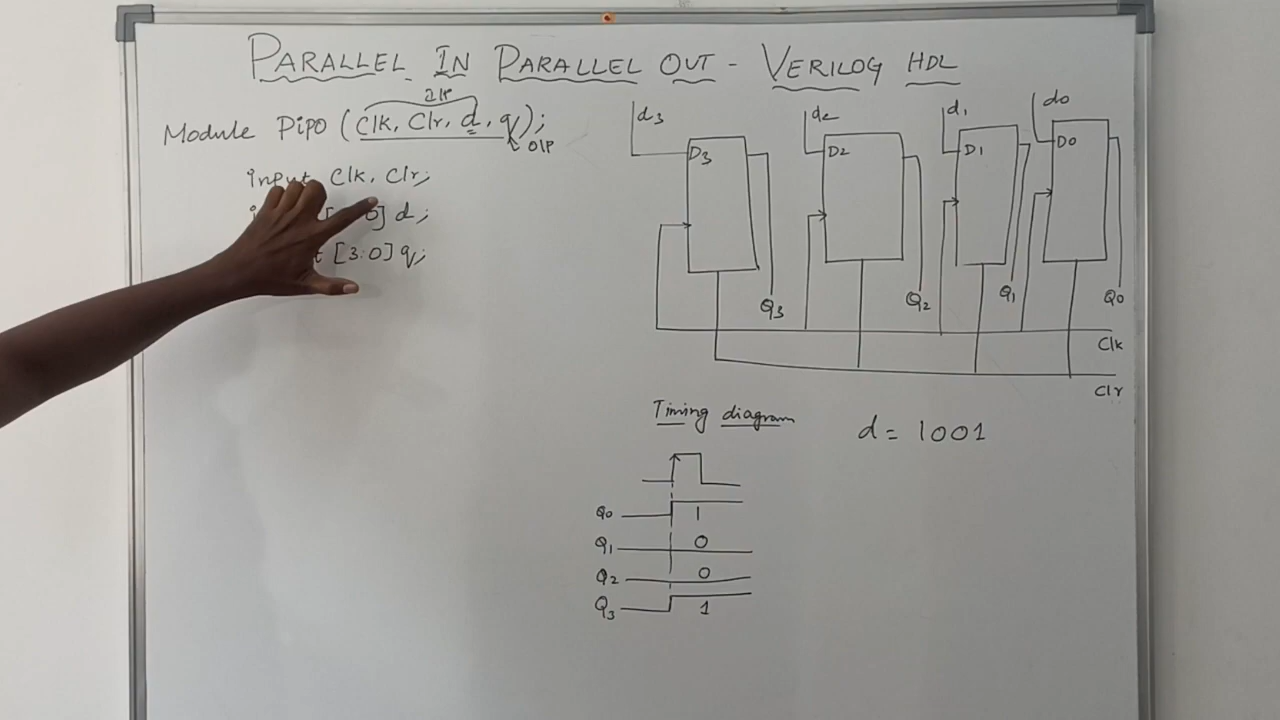 PARALLEL IN PARALLEL OUT - VERILOG HDL
I/P
Module PIPO (Clk, Clr, d, q);
O/P
input Clk, Clr;
0] d;
t [3:0] q;
d3 d2 d1 d0
D3 D2 D1 D0
Q3 Q2 Q1 Q0
Clk
Clr
Timing diagram
d = 1001
Q0 1
Q1 0
Q2 0
Q3 1